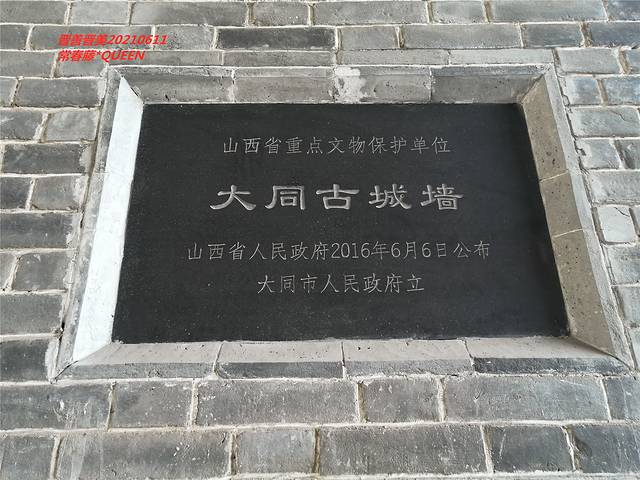 晋善晋美20210611
常春藤*QUEEN
山西省重点文物保护单位
大同古城墙
山西省人民政府2016年6月6日公布
大同市人民政府立